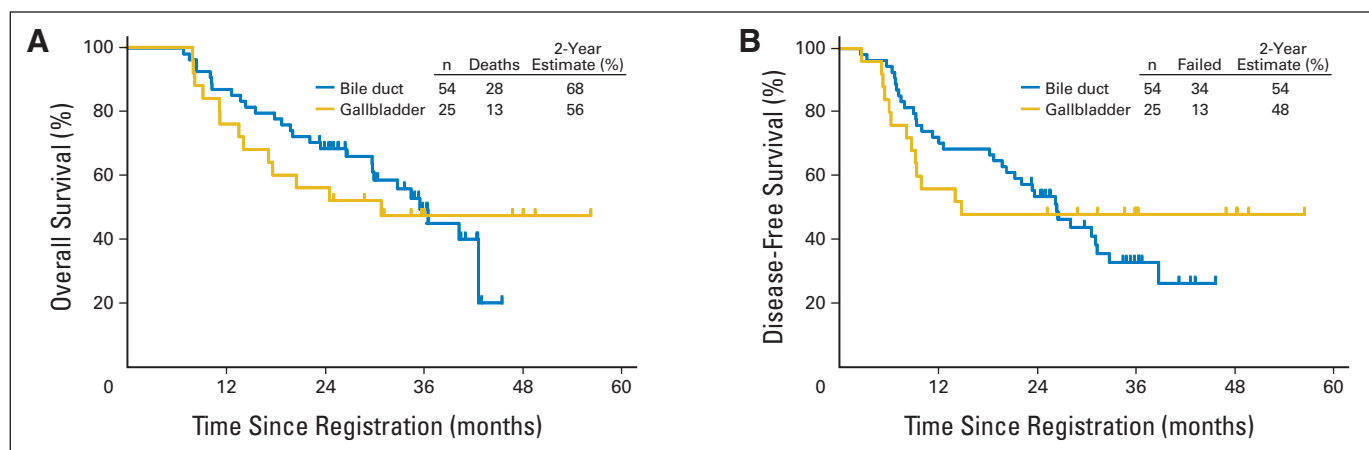 A
Overall Survival (%)
100
80
60
40
20
0
12
24
36
48
60
Time Since Registration (months)
n Deaths 2-Year Estimate (%)
Bile duct 54 28 68
Gallbladder 25 13 56
B
Disease-Free Survival (%)
100
80
60
40
20
0
12
24
36
48
60
Time Since Registration (months)
n Failed 2-Year Estimate (%)
Bile duct 54 34 54
Gallbladder 25 13 48